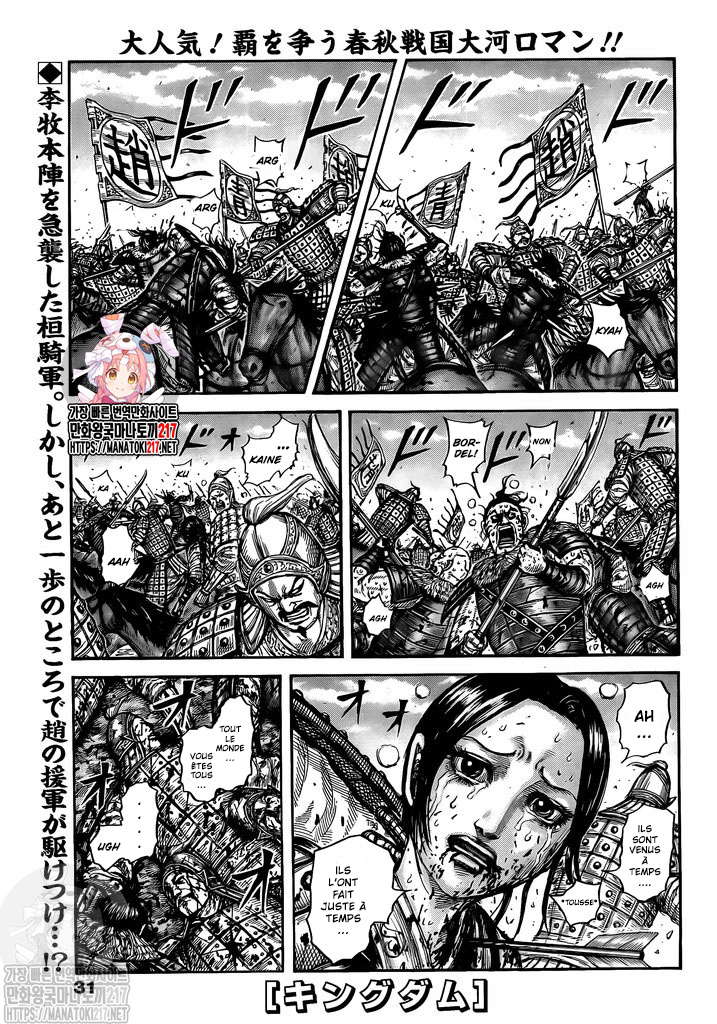 大人気!覇を争う春秋戦国大河ロマン!!
◆李牧本陣を急襲した桓騎軍。しかし、あと一歩のところで趙の援軍が駆けつけ…!?
ドドド
趙
青
ARG
ARG
ドド
趙
青
KU
KYAH
가장 빠른 번역만화사이트
만화왕국마나토끼217
HTTPS://MANATOKI217.NET
ワオォ
...
KAINE
KU
KA
AAH
オオ
BOR-
DEL!
NON
AGH
AGH
オオ
TOUT
LE
MONDE
...
VOUS
ÊTES
TOUS ...
...
UGH
オオ
AH
...
ILS
SONT
VENUS
À
TEMPS
...
*TOUSSE*
ILS
L'ONT
FAIT
JUSTE À
TEMPS
...
가장 빠른 번역만화사이트
만화왕국마나토끼217
HTTPS://MANATOKI217.NET
31
[キングダム]